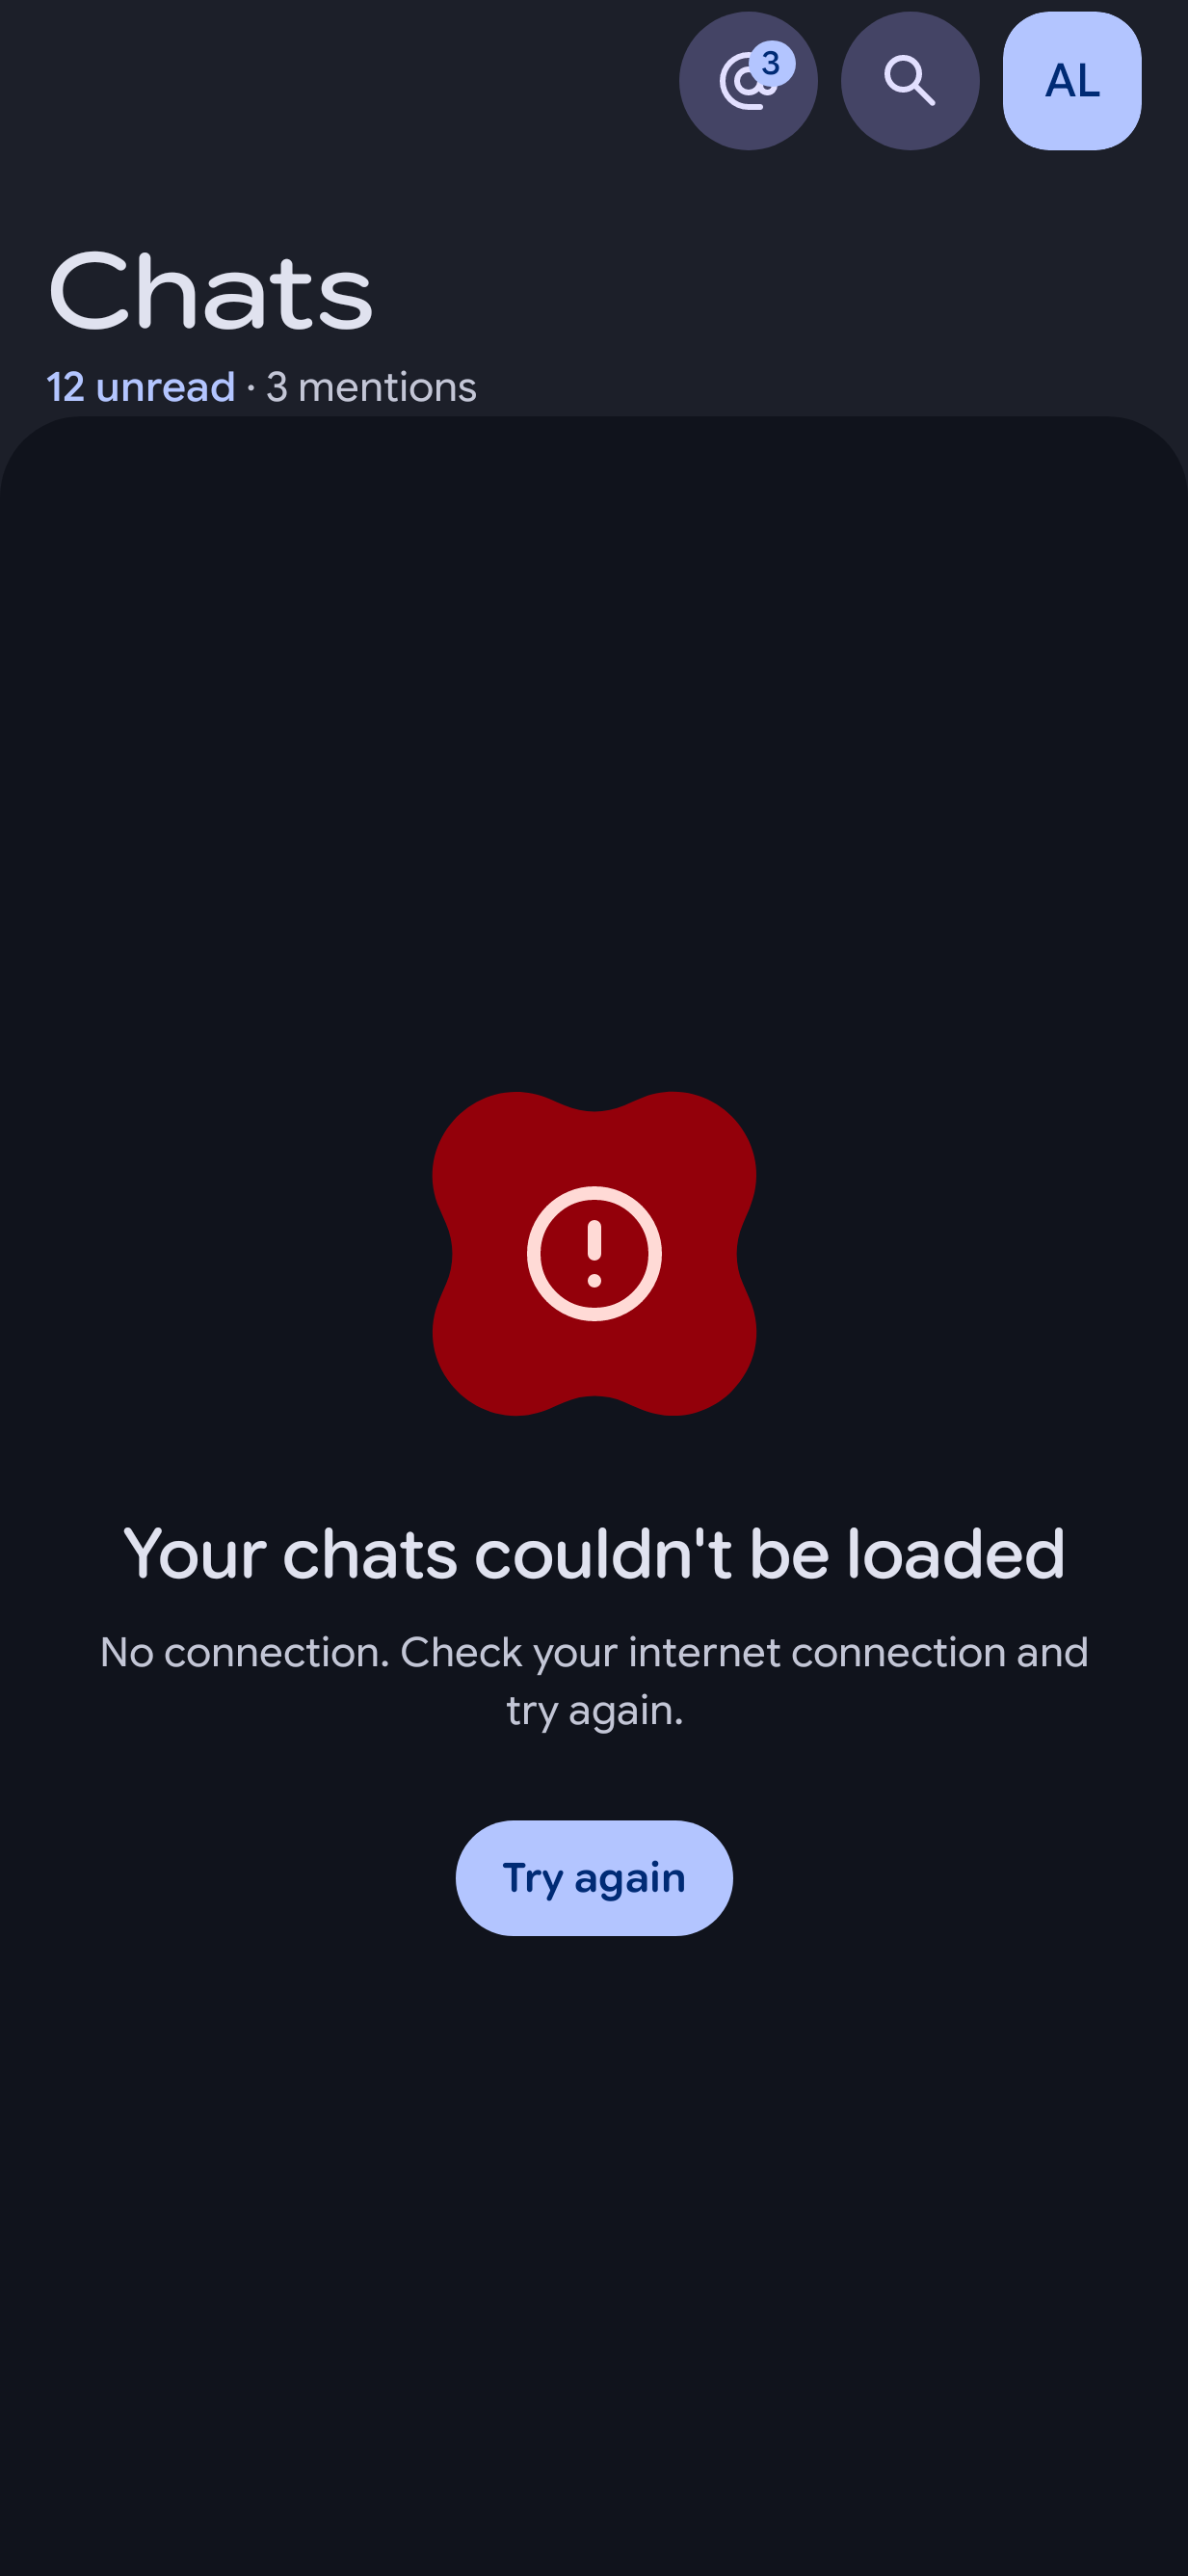 3
AL
Chats
12 unread · 3 mentions
Your chats couldn't be loaded
No connection. Check your internet connection and
try again.
Try again